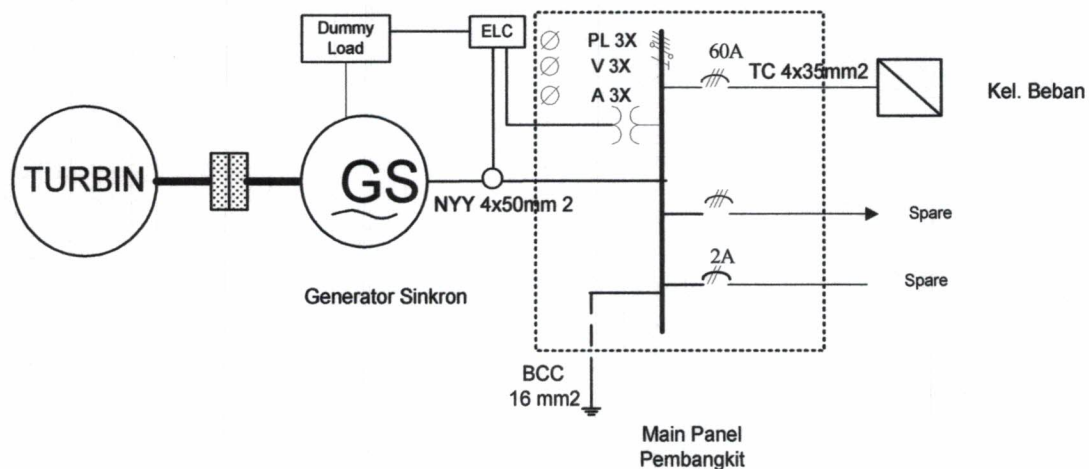 Dummy
Load
ELC
PL 3X
V 3X
A 3X
60A
TC 4x35mm2
Kel. Beban
TURBIN
GS
NYY 4x50mm 2
Spare
Generator Sinkron
2A
Spare
BCC
16 mm2
Main Panel
Pembangkit